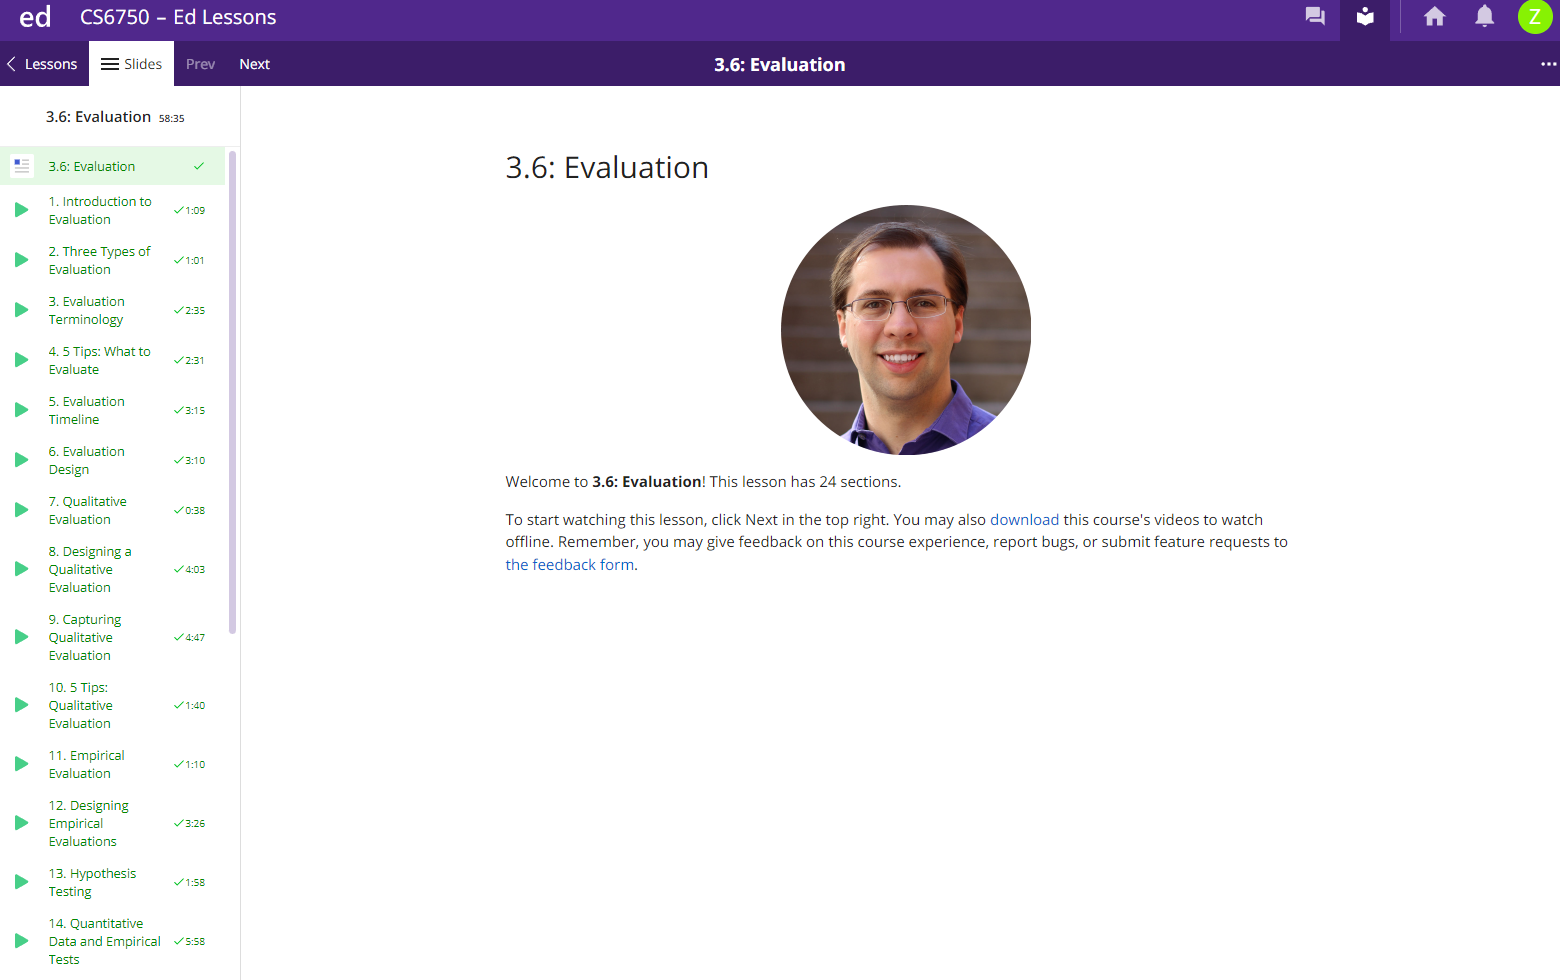 ed
CS6750 – Ed Lessons
Z
Lessons
Slides
Prev
Next
3.6: Evaluation
3.6: Evaluation 58:35
3.6: Evaluation
1. Introduction to
Evaluation
1:09
2. Three Types of
Evaluation
1:01
3. Evaluation
Terminology
2:35
4. 5 Tips: What to
Evaluate
2:31
5. Evaluation
Timeline
3:15
6. Evaluation
Design
3:10
7. Qualitative
Evaluation
0:38
8. Designing a
Qualitative
Evaluation
4:03
9. Capturing
Qualitative
Evaluation
4:47
10. 5 Tips:
Qualitative
Evaluation
1:40
11. Empirical
Evaluation
1:10
12. Designing
Empirical
Evaluations
3:26
13. Hypothesis
Testing
1:58
14. Quantitative
Data and Empirical
Tests
5:58
3.6: Evaluation
Welcome to 3.6: Evaluation! This lesson has 24 sections.
To start watching this lesson, click Next in the top right. You may also download this course's videos to watch
offline. Remember, you may give feedback on this course experience, report bugs, or submit feature requests to
the feedback form.